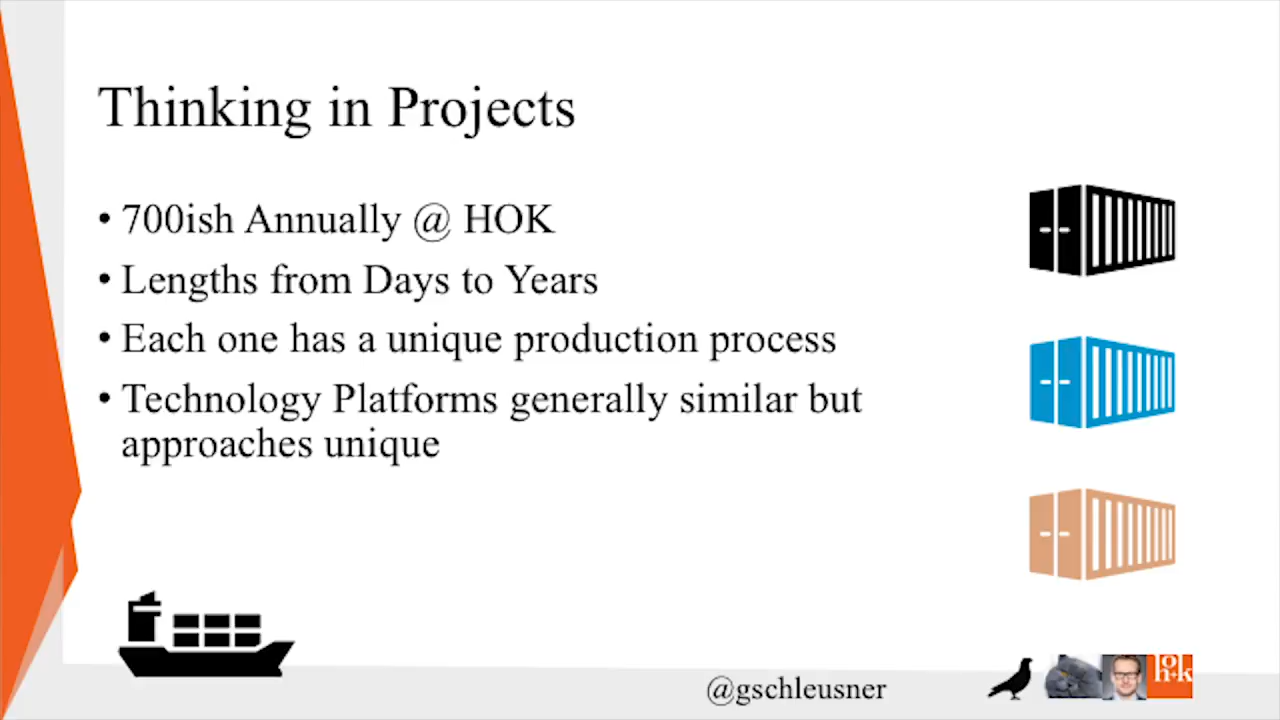 Thinking in Projects
• 700ish Annually @ HOK
• Lengths from Days to Years
• Each one has a unique production process
• Technology Platforms generally similar but
approaches unique
@gschleusner
ho+k